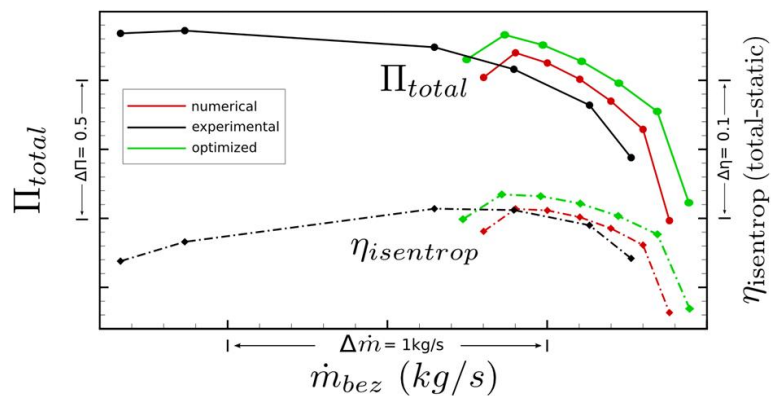 Π_total
ΔΠ= 0.5
numerical
experimental
optimized
Π_total
η_isentrop
Δη= 0.1
η_isentrop (total-static)
Δṁ= 1kg/s
ṁ_bez (kg/s)